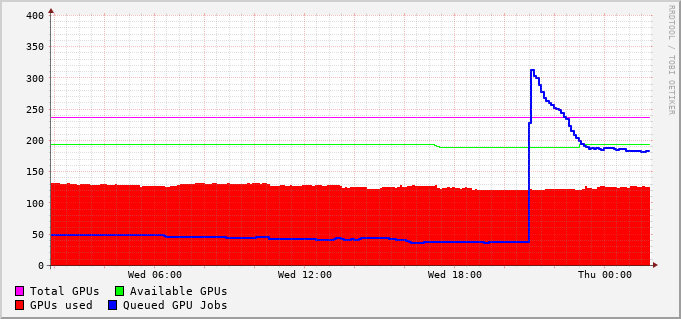 400
350
300
250
200
150
100
50
0
Wed 06:00 Wed 12:00 Wed 18:00 Thu 00:00
Total GPUs Available GPUs
GPUs used Queued GPU Jobs
RRDTOOL / TOBI OETIKER